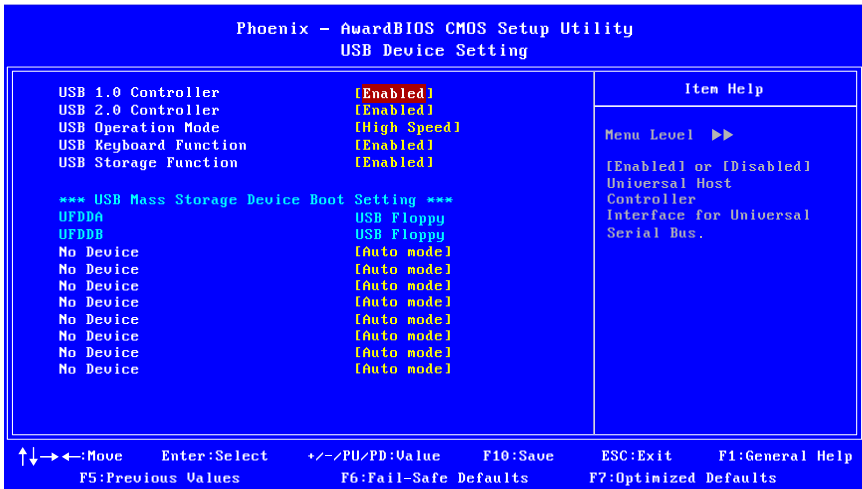 Phoenix - AwardBIOS CMOS Setup Utility
USB Device Setting
USB 1.0 Controller [Enabled]
USB 2.0 Controller [Enabled]
USB Operation Mode [High Speed]
USB Keyboard Function [Enabled]
USB Storage Function [Enabled]
*** USB Mass Storage Device Boot Setting ***
UFDDA USB Floppy
UFDDB USB Floppy
No Device [Auto mode]
No Device [Auto mode]
No Device [Auto mode]
No Device [Auto mode]
No Device [Auto mode]
No Device [Auto mode]
No Device [Auto mode]
No Device [Auto mode]
Item Help
Menu Level ▶▶
[Enabled] or [Disabled]
Universal Host
Controller
Interface for Universal
Serial Bus.
↑↓→←:Move Enter:Select +/-/PU/PD:Value F10:Save ESC:Exit F1:General Help
F5:Previous Values F6:Fail-Safe Defaults F7:Optimized Defaults